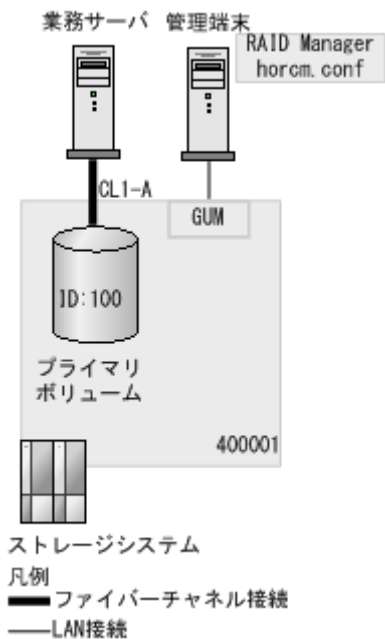 業務サーバ 管理端末
RAID Manager
horcm.conf
CL1-A
GUM
ID:100
プライマリ
ボリューム
400001
ストレージシステム
凡例
ファイバーチャネル接続
LAN接続